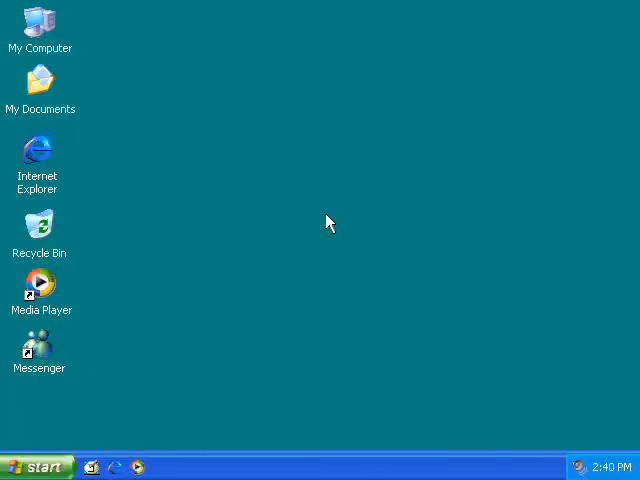 My Computer
My Documents
Internet
Explorer
Recycle Bin
Media Player
Messenger
start
2:40 PM